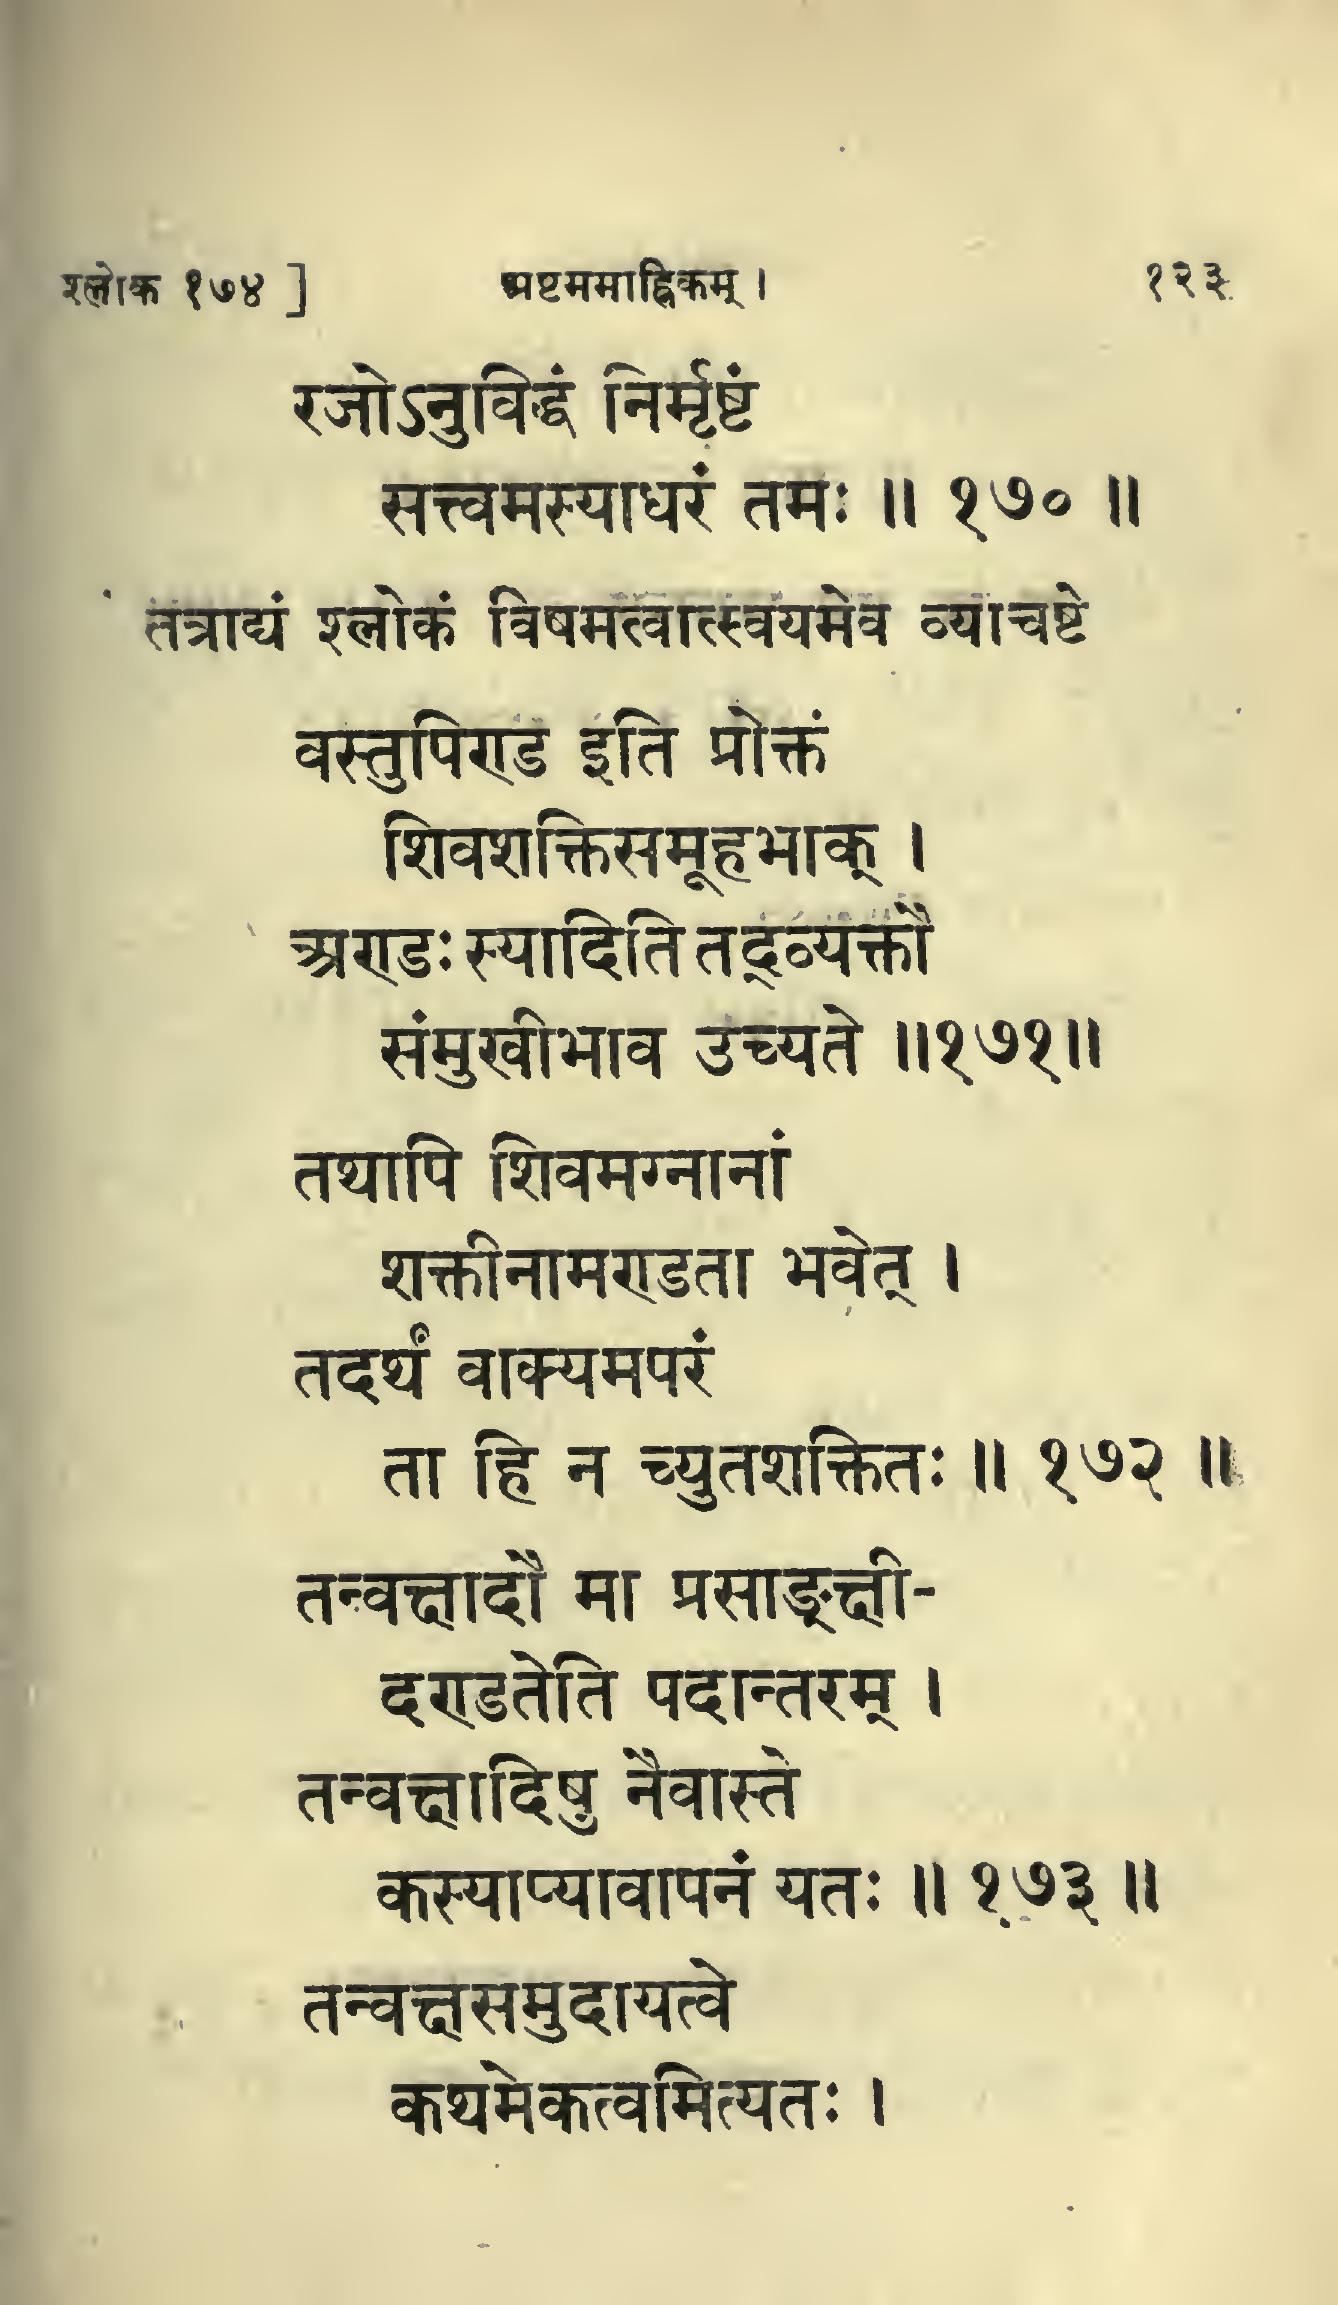 श्लोक १७४ ] अष्टममाह्निकम् । १२३
रजोऽनुविद्धं निर्मृष्टं
सत्त्वमस्याधरं तमः ॥ १७० ॥
तत्राद्यं श्लोकं विषमत्वात्स्वयमेव व्याचष्टे
वस्तुपिण्ड इति प्रोक्तं
शिवशक्तिसमूहभाक् ।
अण्डः स्यादिति तद्व्यक्तौ
संमुखीभाव उच्यते ॥१७१॥
तथापि शिवमग्नानां
शक्तीनामण्डता भवेत् ।
तदर्थं वाक्यमपरं
ता हि न च्युतशक्तितः ॥ १७२ ॥
तन्वक्षादौ मा प्रसाङ्क्षी-
दण्डतेति पदान्तरम् ।
तन्वक्षादिषु नैवास्ते
कस्याप्यावापनं यतः ॥ १७३ ॥
तन्वक्षसमुदायत्वे
कथमेकत्वमित्यतः ।